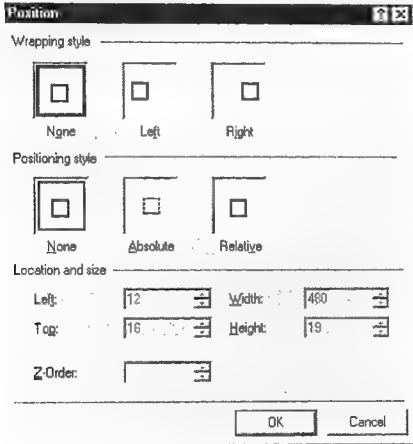 Position
Wrapping style
None Left Right
Positioning style
None Absolute Relative
Location and size
Left: 12 Width: 480
Top: 16 Height: 19
Z-Order:
OK Cancel